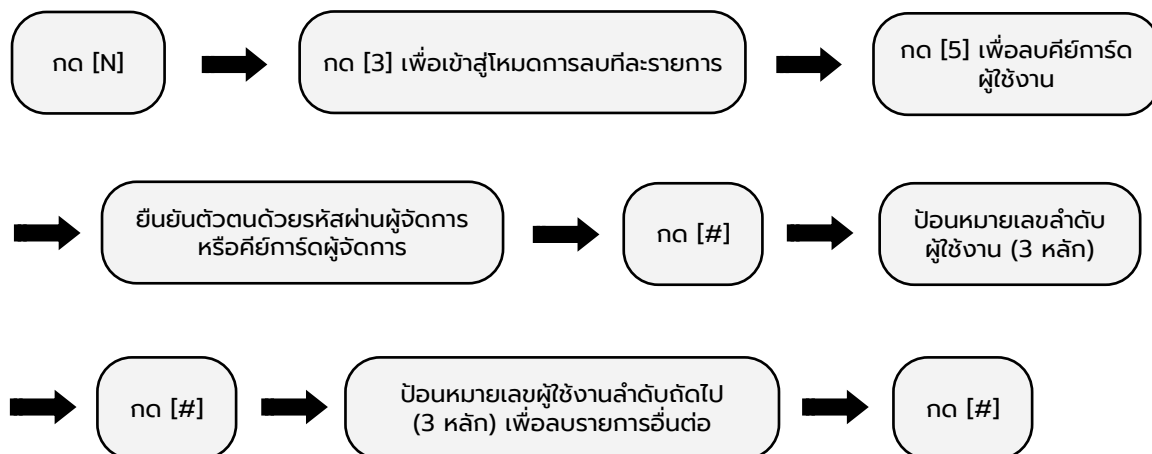 กด [N]
กด [3] เพื่อเข้าสู่โหมดการลบทีละรายการ
กด [5] เพื่อลบคีย์การ์ด
ผู้ใช้งาน
ยืนยันตัวตนด้วยรหัสผ่านผู้จัดการ
หรือคีย์การ์ดผู้จัดการ
กด [#]
ป้อนหมายเลขลำดับ
ผู้ใช้งาน (3 หลัก)
กด [#]
ป้อนหมายเลขผู้ใช้งานลำดับถัดไป
(3 หลัก) เพื่อลบรายการอื่นต่อ
กด [#]